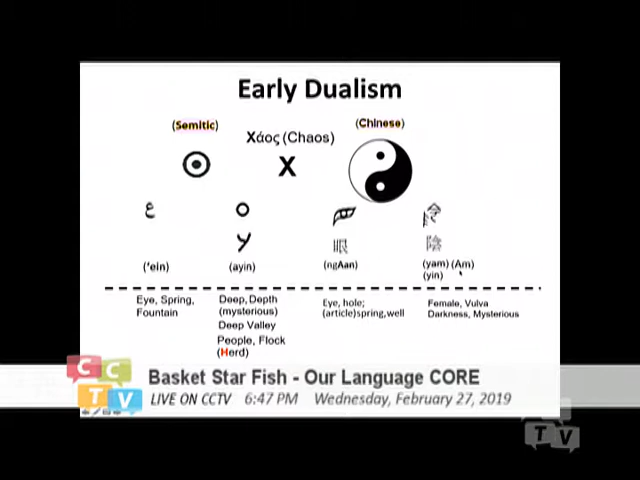 Early Dualism
(Semitic)
Χάος (Chaos)
(Chinese)
X
ع
眼
陰
('ein)
(ayin)
(ngAan)
(yam) (Am)
(yin)
Eye, Spring,
Fountain
Deep, Depth
(mysterious)
Deep Valley
People, Flock
(Herd)
Eye, hole;
(article)spring,well
Female, Vulva
Darkness, Mysterious
CCTV
Basket Star Fish - Our Language CORE
LIVE ON CCTV 6:47 PM Wednesday, February 27, 2019
TV